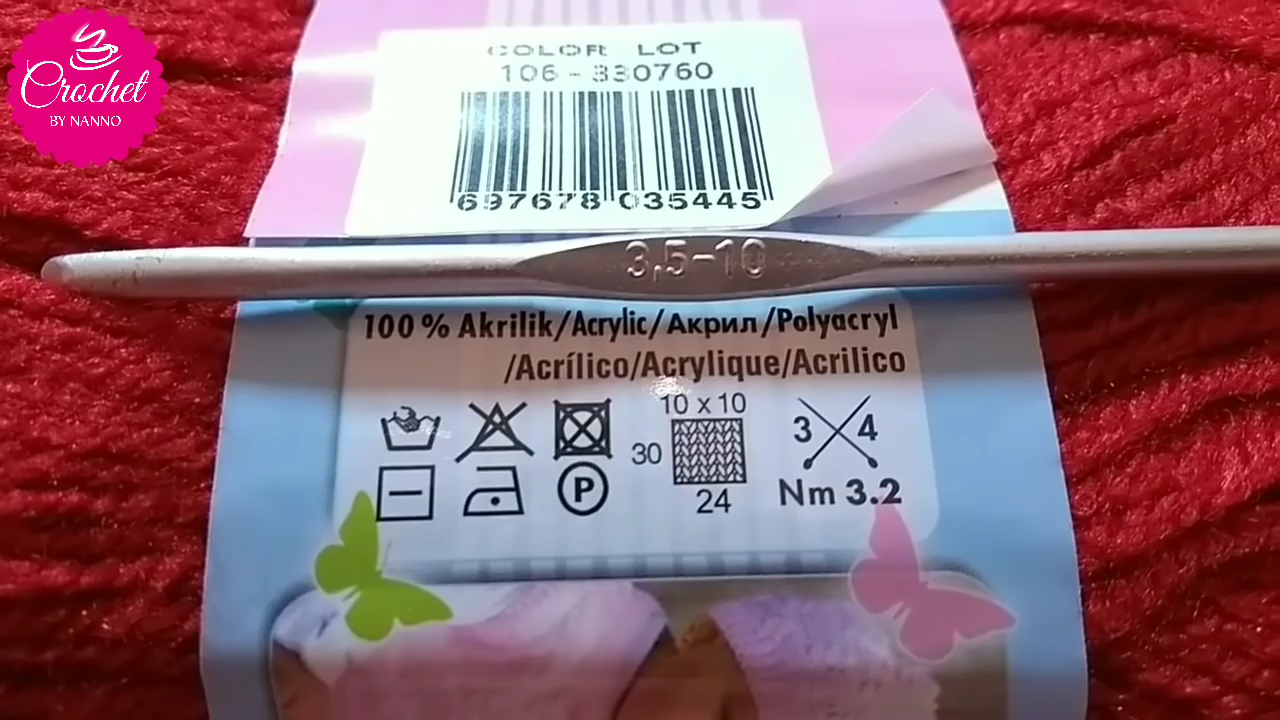 Crochet
BY NANNO
COLOR LOT
106-330760
697678 035445
3,5-10
100 % Akrilik/Acrylic/Акрил/Polyacryl
/Acrílico/Acrylique/Acrilico
10 x 10
30
24
3 4
P
Nm 3.2